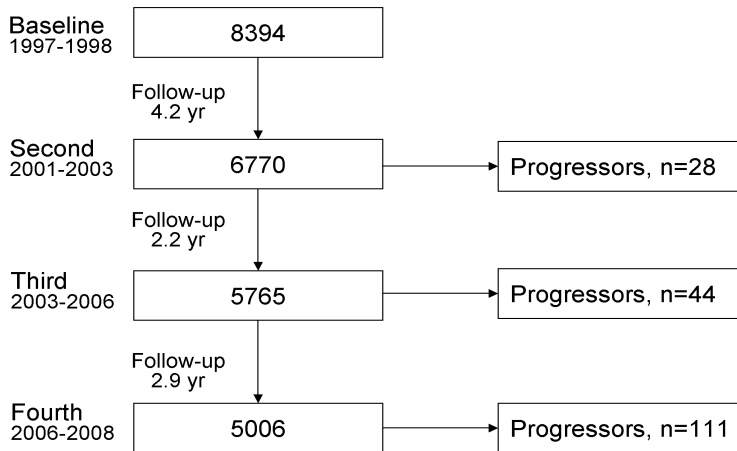 Baseline
1997-1998
8394
Follow-up
4.2 yr
Second
2001-2003
6770
Progressors, n=28
Follow-up
2.2 yr
Third
2003-2006
5765
Progressors, n=44
Follow-up
2.9 yr
Fourth
2006-2008
5006
Progressors, n=111